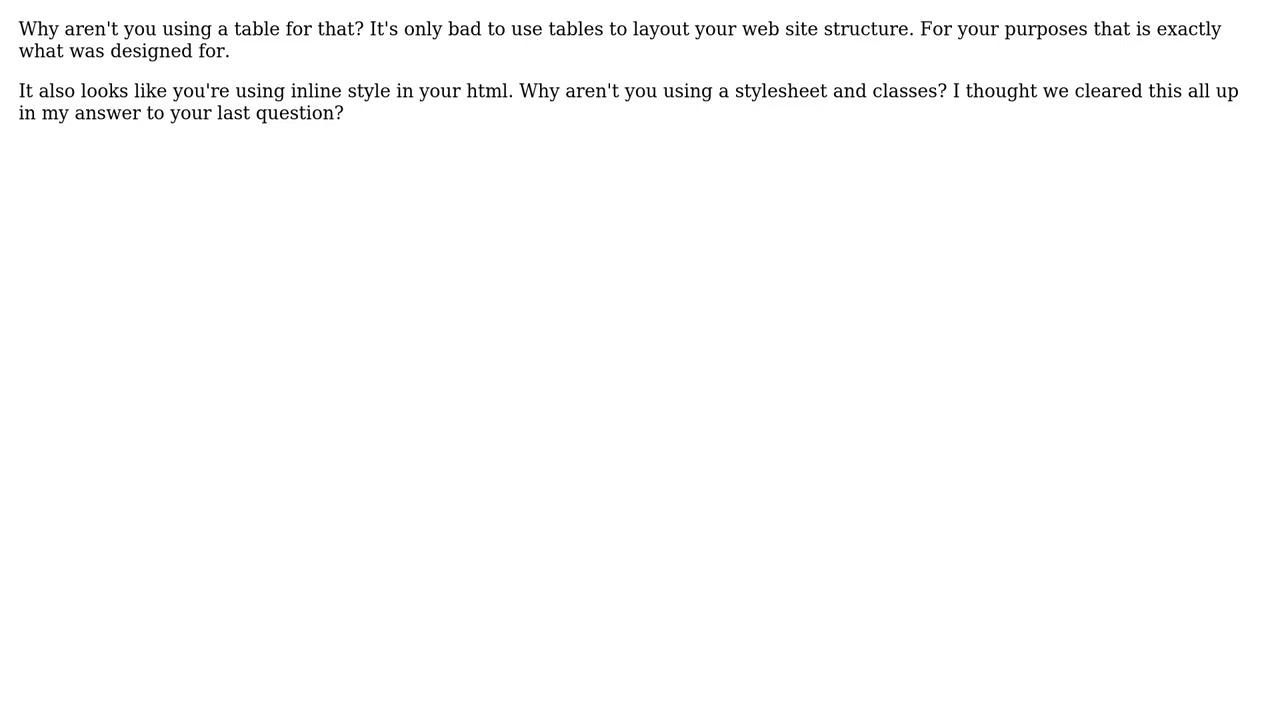 Why aren't you using a table for that? It's only bad to use tables to layout your web site structure. For your purposes that is exactly
what was designed for.
It also looks like you're using inline style in your html. Why aren't you using a stylesheet and classes? I thought we cleared this all up
in my answer to your last question?